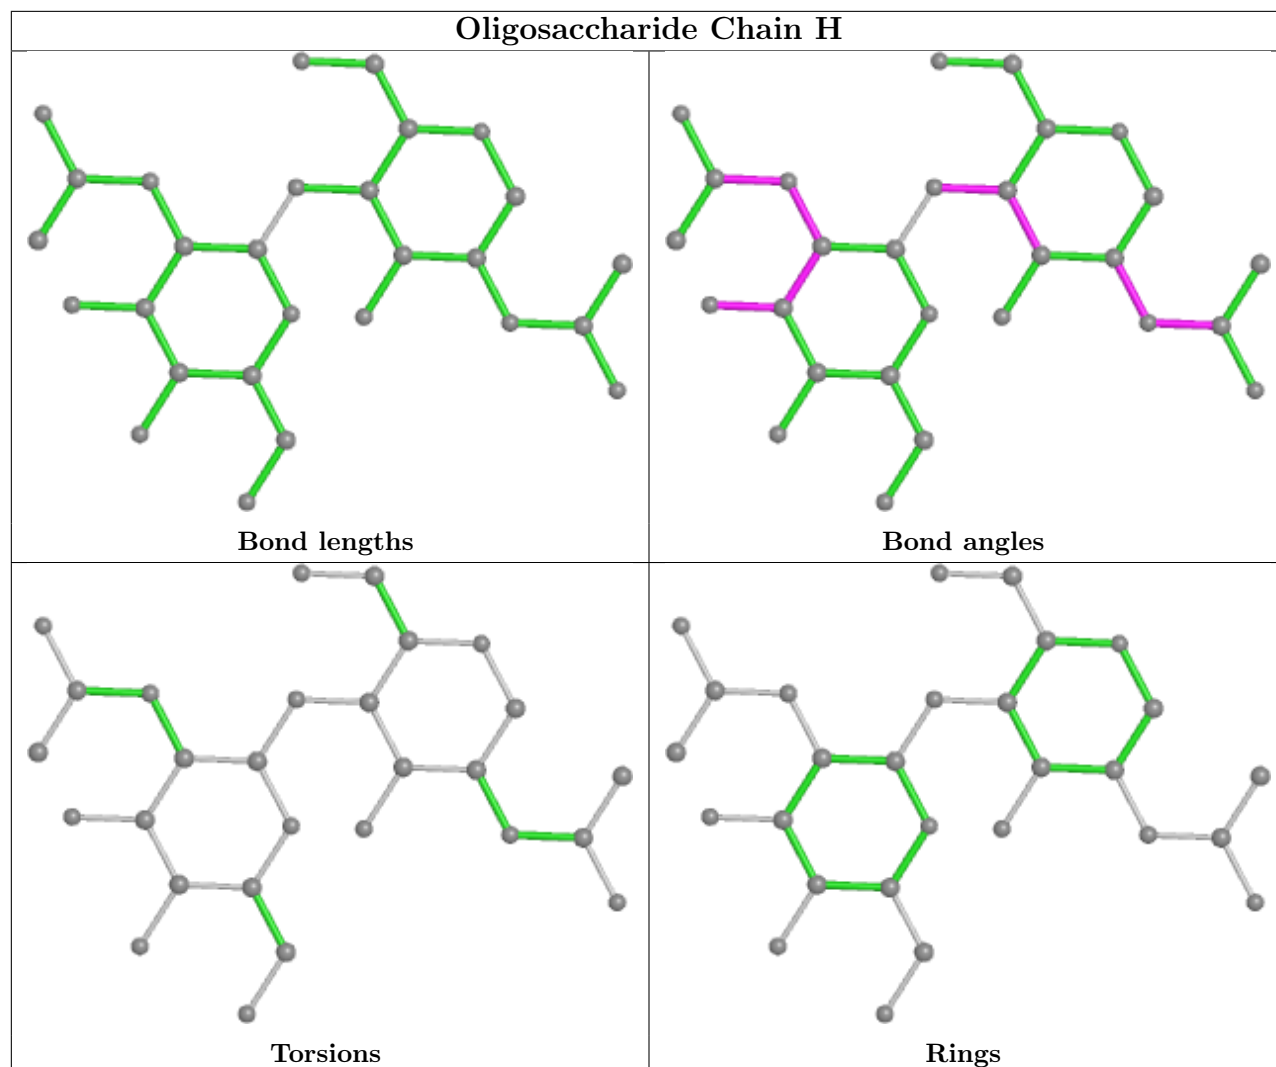 Oligosaccharide Chain H
Bond lengths
Bond angles
Torsions
Rings